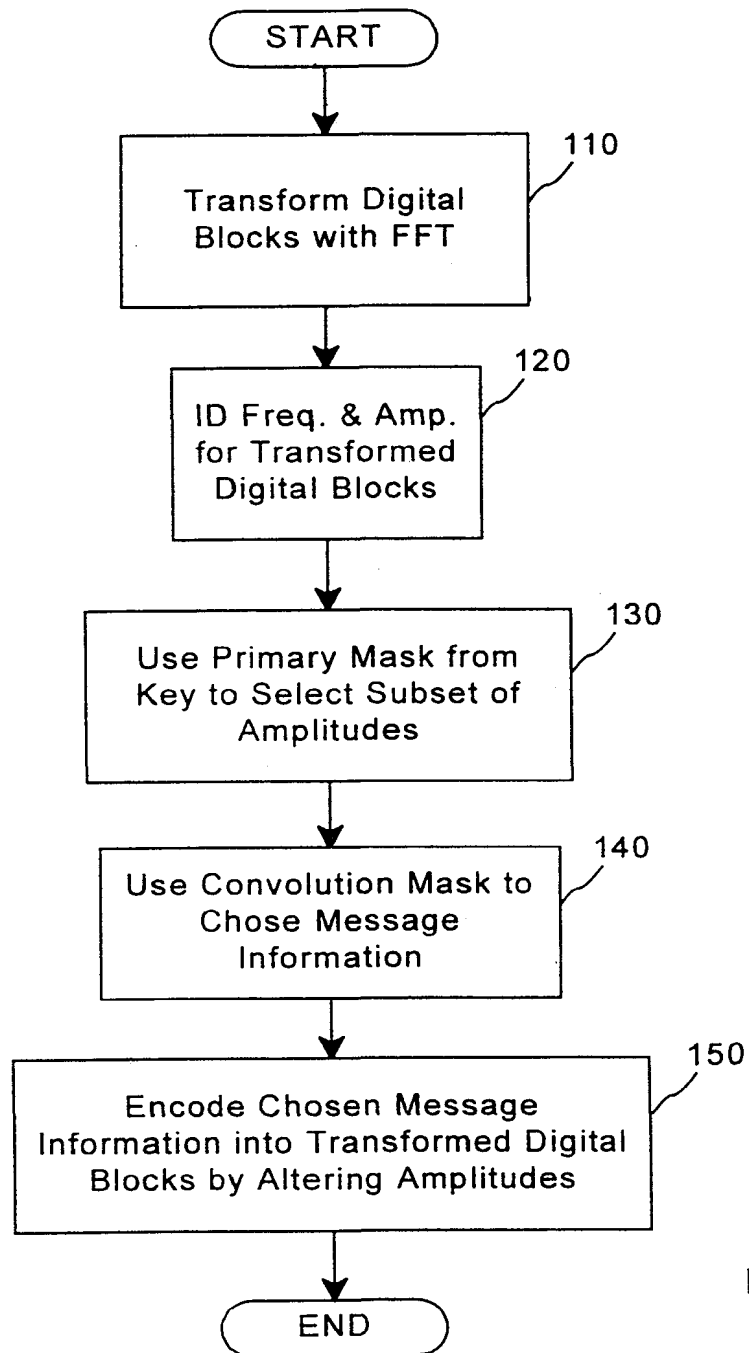 START
110
Transform Digital
Blocks with FFT
120
ID Freq. & Amp.
for Transformed
Digital Blocks
130
Use Primary Mask from
Key to Select Subset of
Amplitudes
140
Use Convolution Mask to
Chose Message
Information
150
Encode Chosen Message
Information into Transformed Digital
Blocks by Altering Amplitudes
END